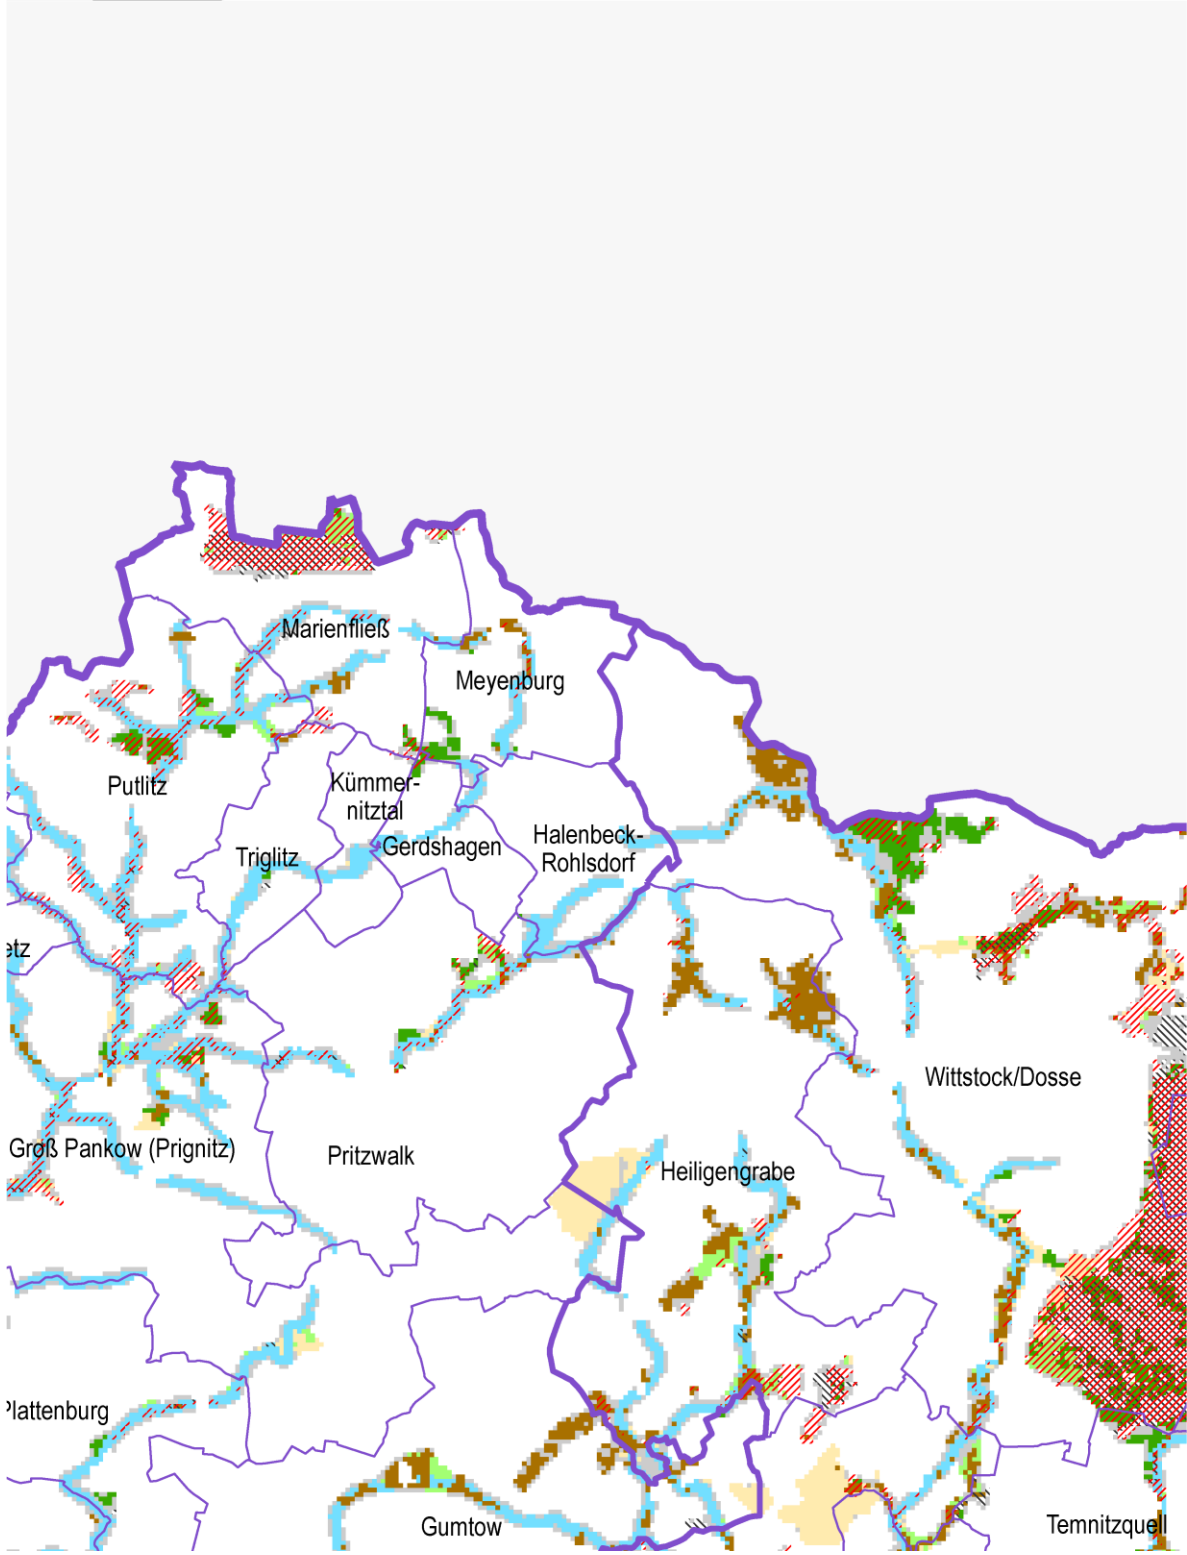 Marienfließ
Meyenburg
Putlitz
Kümmer-
nitztal
Gerdshagen
Halenbeck-
Rohlsdorf
Triglitz
etz
Wittstock/Dosse
Groß Pankow (Prignitz)
Pritzwalk
Heiligengrabe
Plattenburg
Gumtow
Temnitzquell